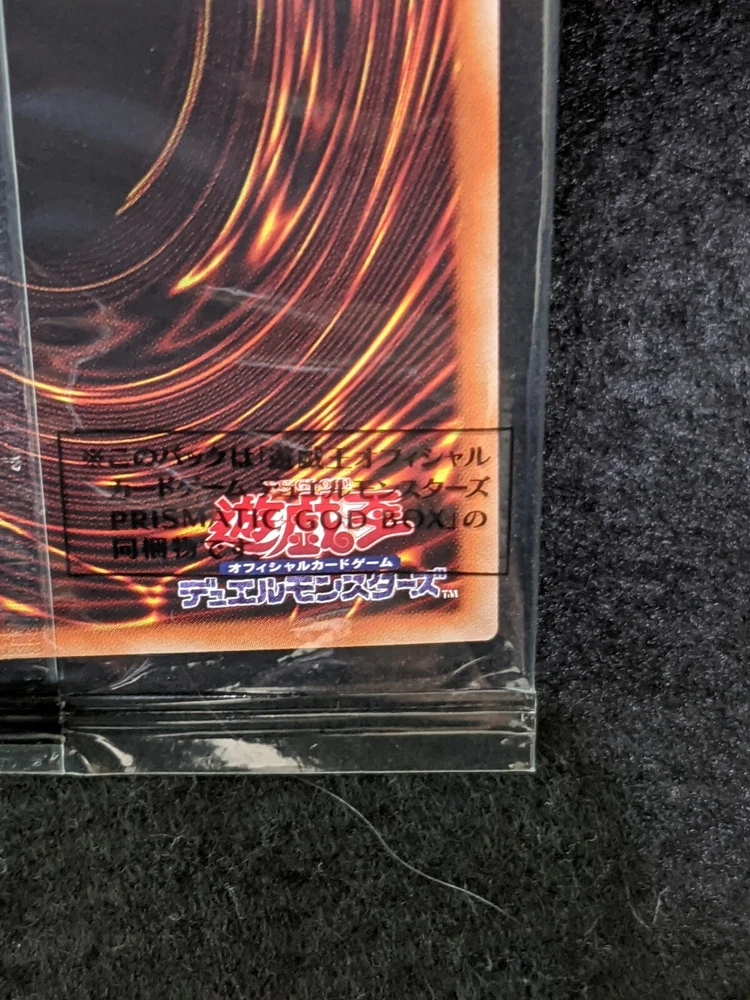 ※このパックは「遊戯王オフィシャル
カードゲーム デュエルモンスターズ
PRISMATIC GOD BOX」の
同梱物です
遊戯王
オフィシャルカードゲーム
デュエルモンスターズ™